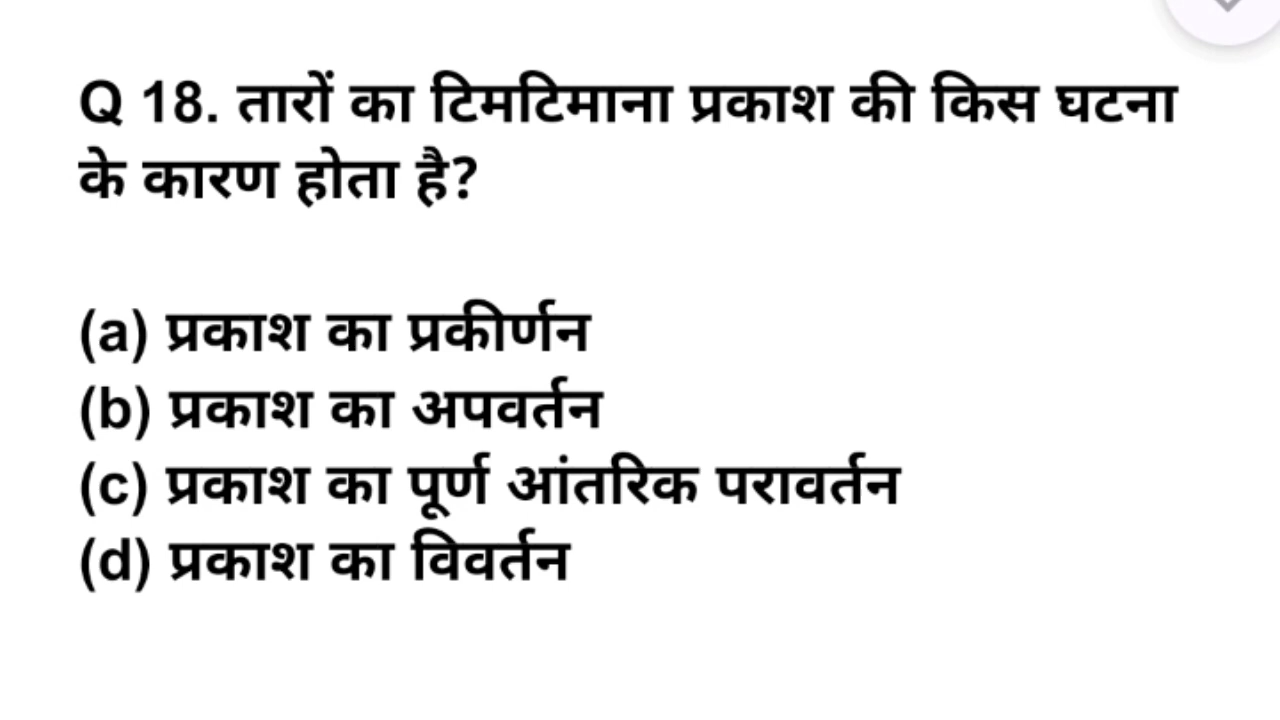 Q 18. तारों का टिमटिमाना प्रकाश की किस घटना
के कारण होता है?
(a) प्रकाश का प्रकीर्णन
(b) प्रकाश का अपवर्तन
(c) प्रकाश का पूर्ण आंतरिक परावर्तन
(d) प्रकाश का विवर्तन